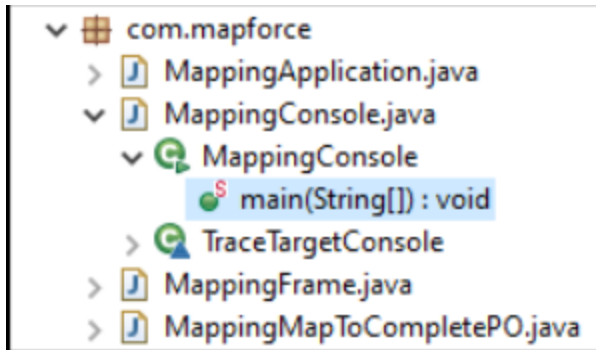 com.mapforce
MappingApplication.java
MappingConsole.java
MappingConsole
main(String[]) : void
TraceTargetConsole
MappingFrame.java
MappingMapToCompletePO.java